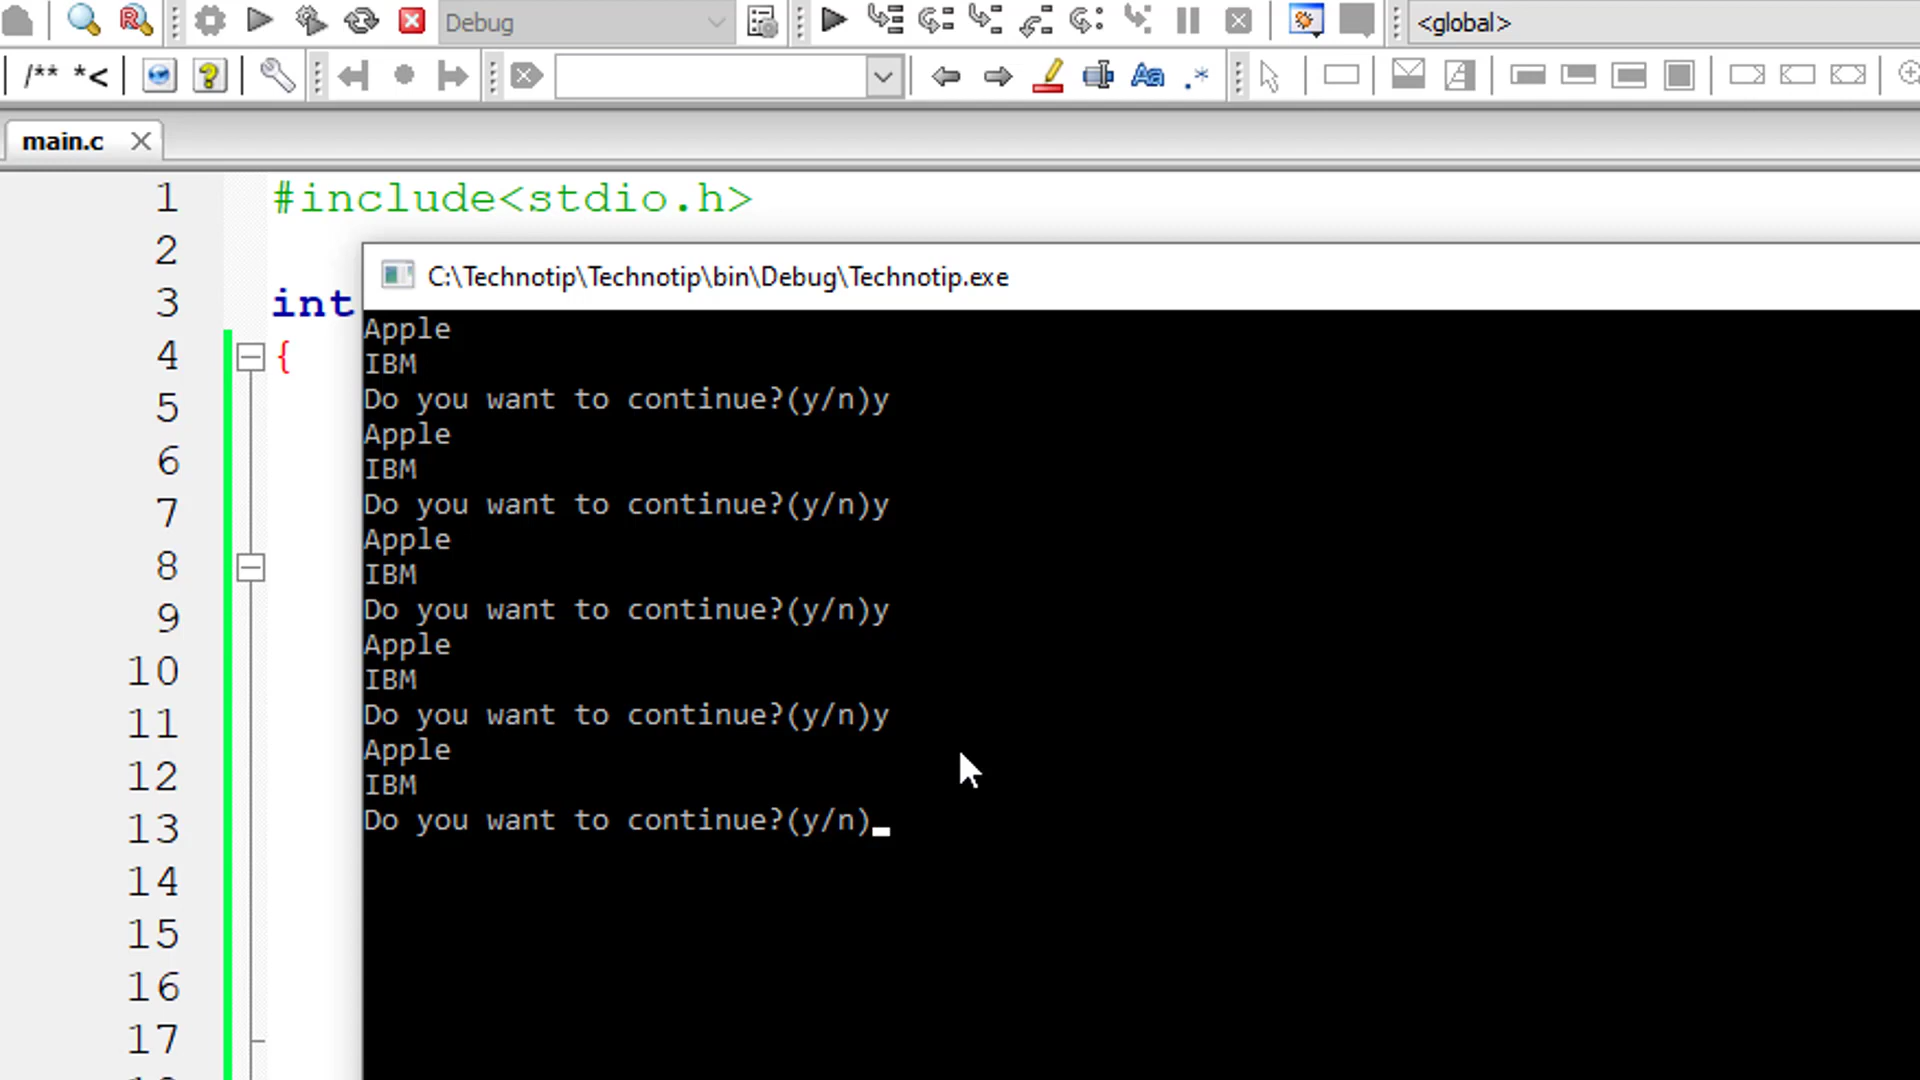 Debug
<global>
/** *<
Aa
.*
main.c
1 #include<stdio.h>
2
C:\Technotip\Technotip\bin\Debug\Technotip.exe
3 int
Apple
4 {
IBM
5 Do you want to continue?(y/n)y
Apple
6 IBM
7 Do you want to continue?(y/n)y
Apple
8 IBM
9 Do you want to continue?(y/n)y
Apple
10 IBM
11 Do you want to continue?(y/n)y
Apple
12 IBM
13 Do you want to continue?(y/n)
14
15
16
17